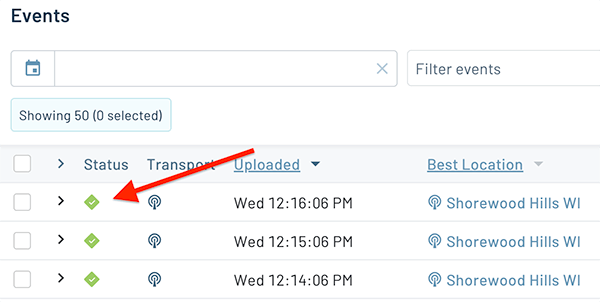 Events
Filter events
Showing 50 (0 selected)
Status Transport Uploaded Best Location
Wed 12:16:06 PM Shorewood Hills WI
Wed 12:15:06 PM Shorewood Hills WI
Wed 12:14:06 PM Shorewood Hills WI